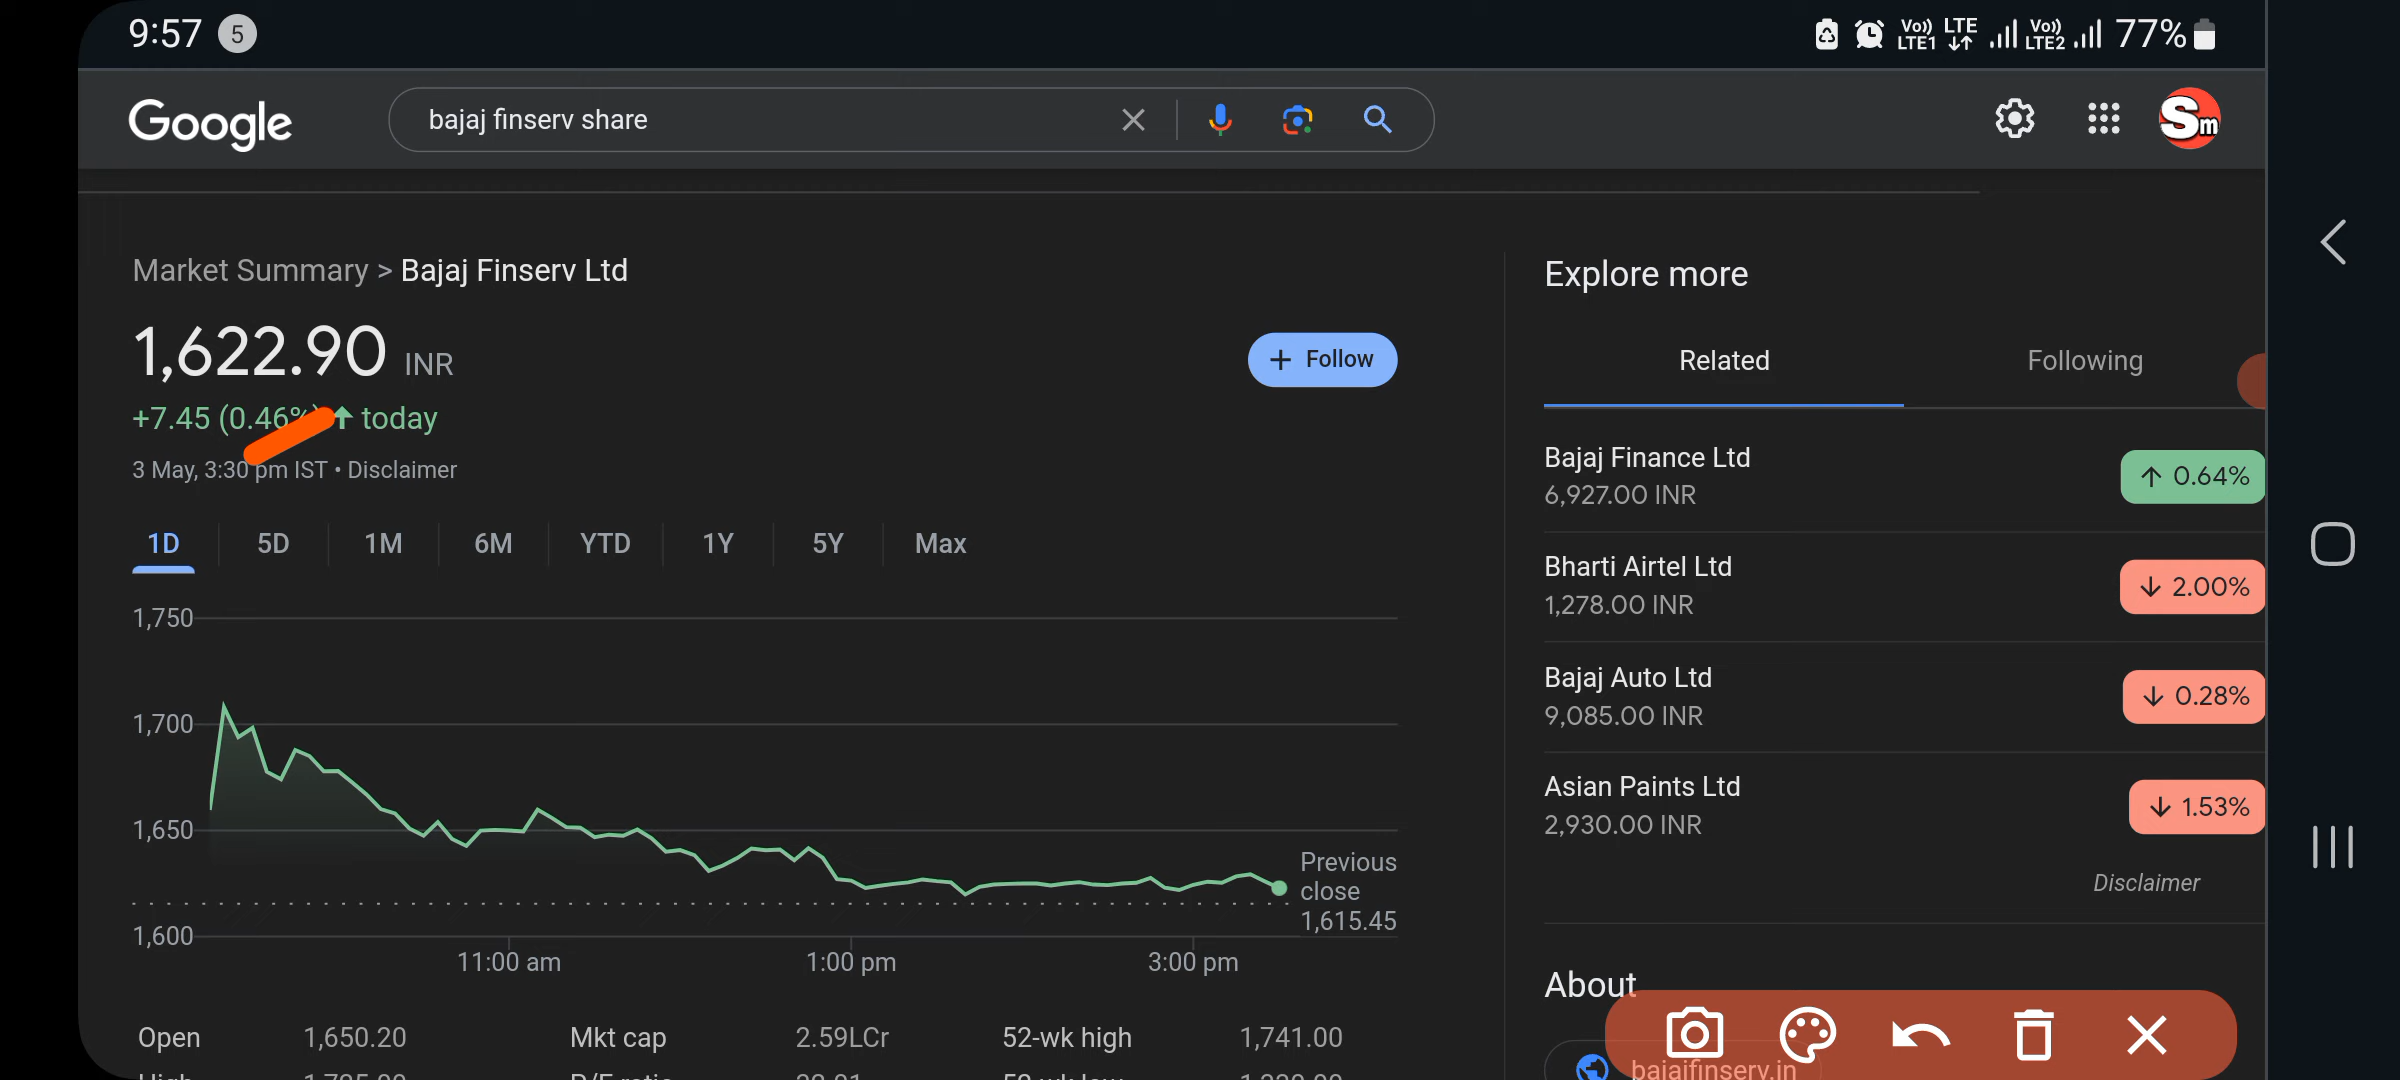 9:57 5
Vo)) LTE1 LTE Vo)) LTE2 77%
Google
bajaj finserv share
Sm
Market Summary > Bajaj Finserv Ltd
1,622.90 INR
+ Follow
+7.45 (0.46%) today
3 May, 3:30 pm IST • Disclaimer
1D 5D 1M 6M YTD 1Y 5Y Max
1,750
1,700
1,650
1,600
Previous
close
1,615.45
11:00 am 1:00 pm 3:00 pm
Open 1,650.20 Mkt cap 2.59LCr 52-wk high 1,741.00
Explore more
Related Following
Bajaj Finance Ltd
6,927.00 INR
↑ 0.64%
Bharti Airtel Ltd
1,278.00 INR
↓ 2.00%
Bajaj Auto Ltd
9,085.00 INR
↓ 0.28%
Asian Paints Ltd
2,930.00 INR
↓ 1.53%
Disclaimer
About
bajajfinserv.in